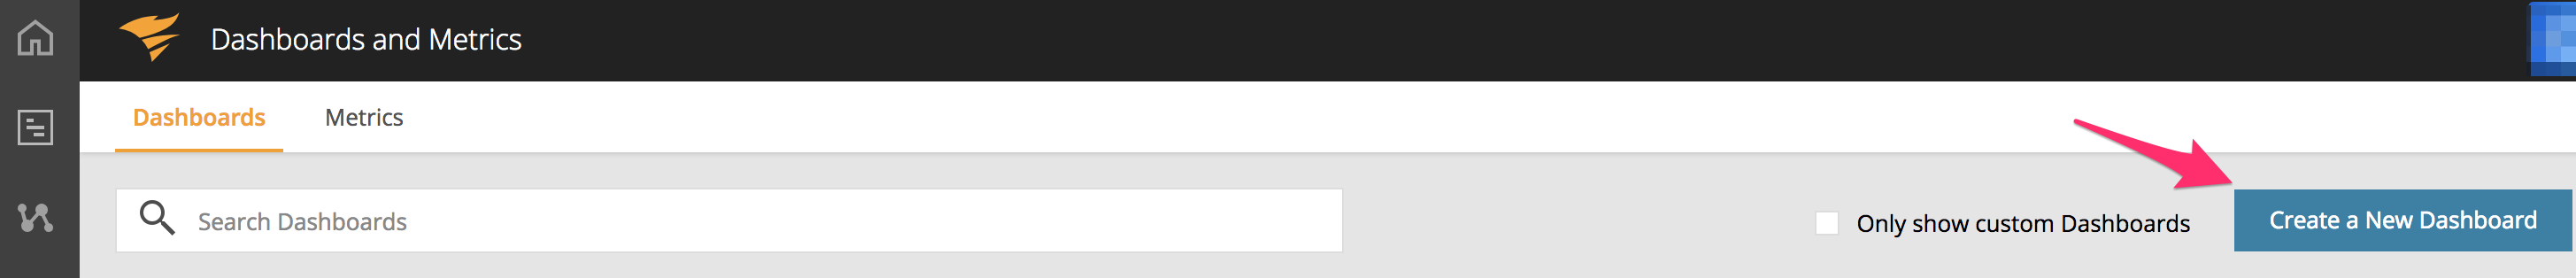 Dashboards and Metrics
Dashboards Metrics
Search Dashboards Only show custom Dashboards Create a New Dashboard